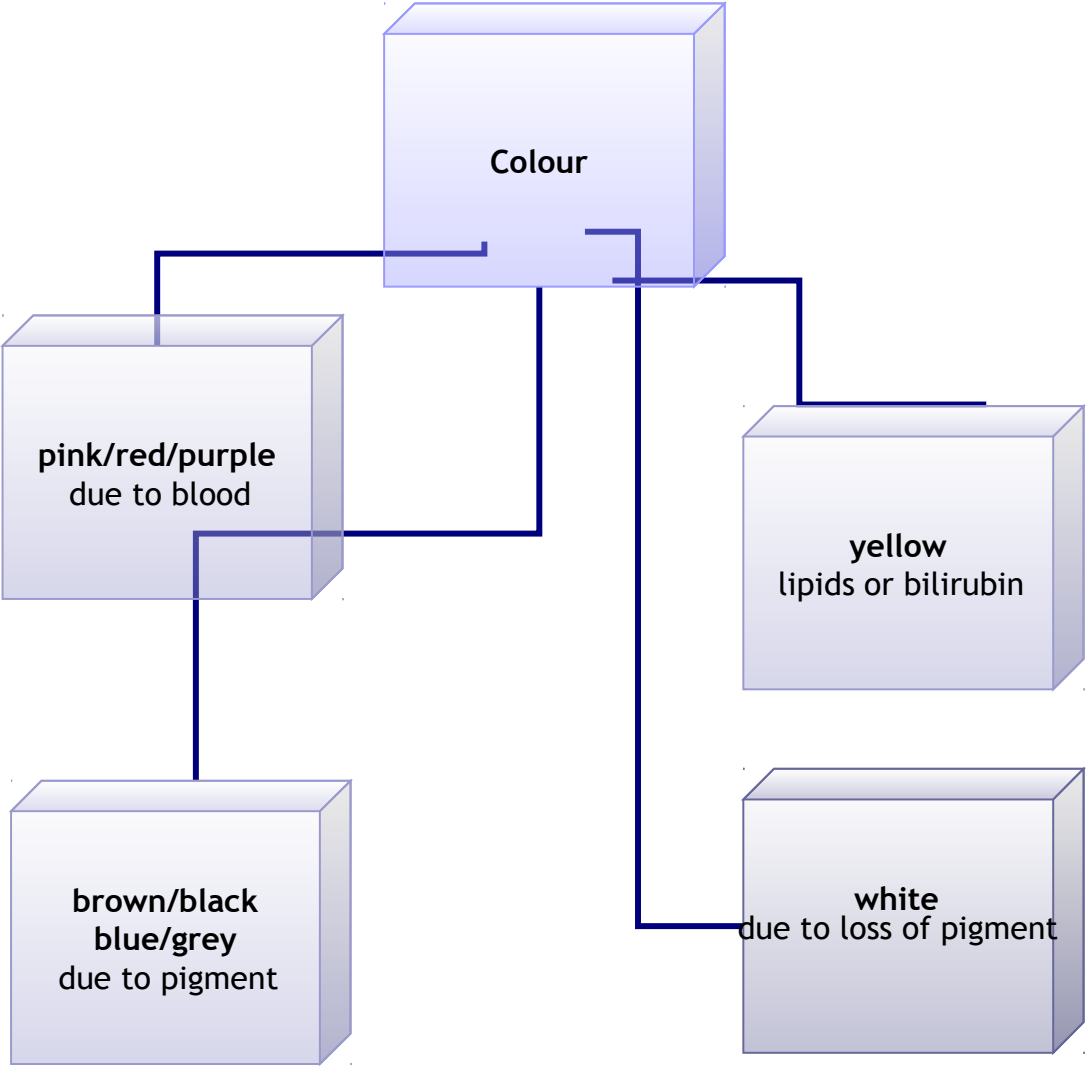 Colour
pink/red/purple
due to blood
yellow
lipids or bilirubin
brown/black
blue/grey
due to pigment
white
due to loss of pigment